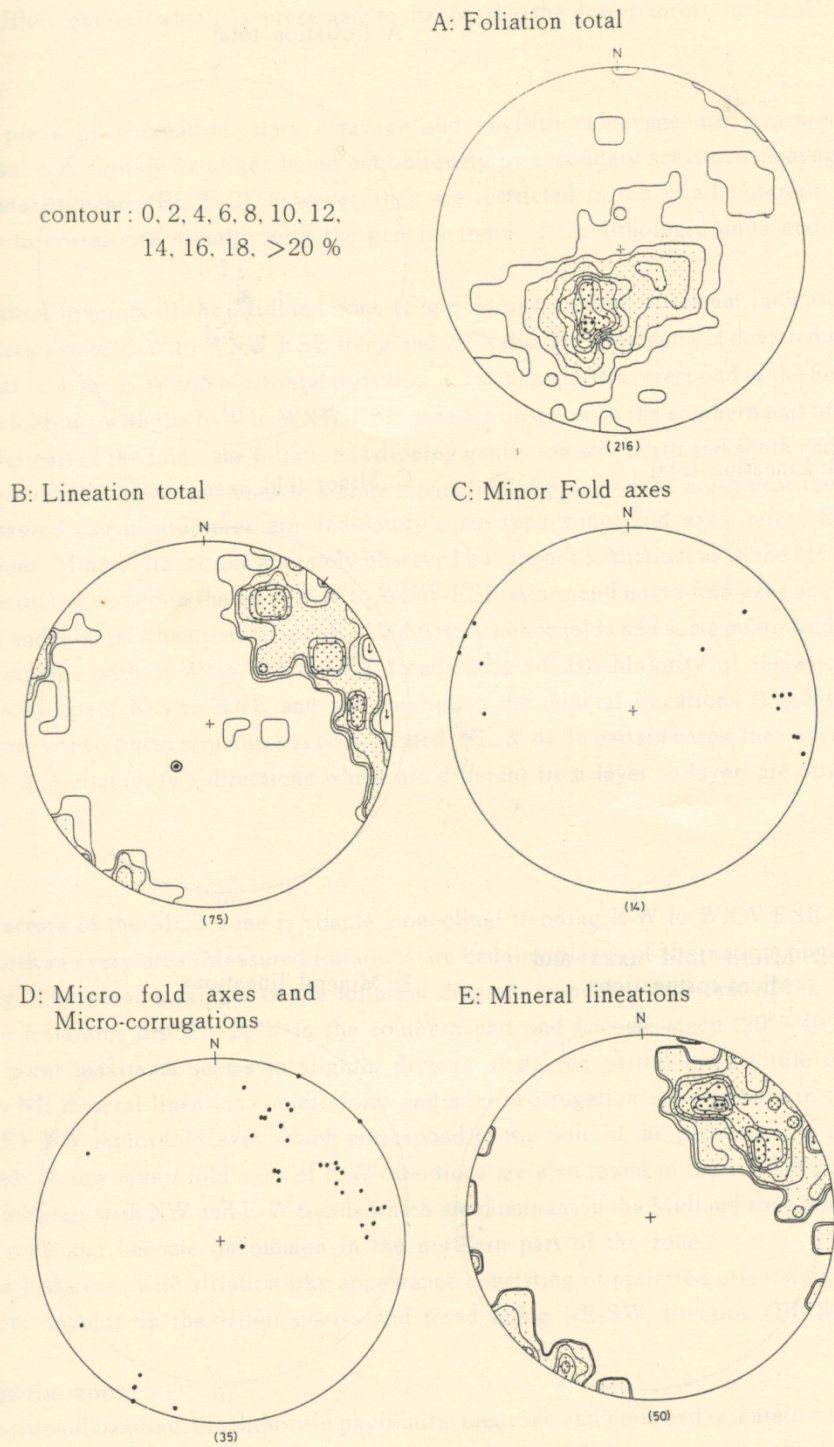 A: Foliation total
N
contour : 0, 2, 4, 6, 8, 10, 12,
14, 16, 18, >20 %
(216)
B: Lineation total
N
(75)
C: Minor Fold axes
N
(14)
D: Micro fold axes and
Micro-corrugations
N
(35)
E: Mineral lineations
N
(50)